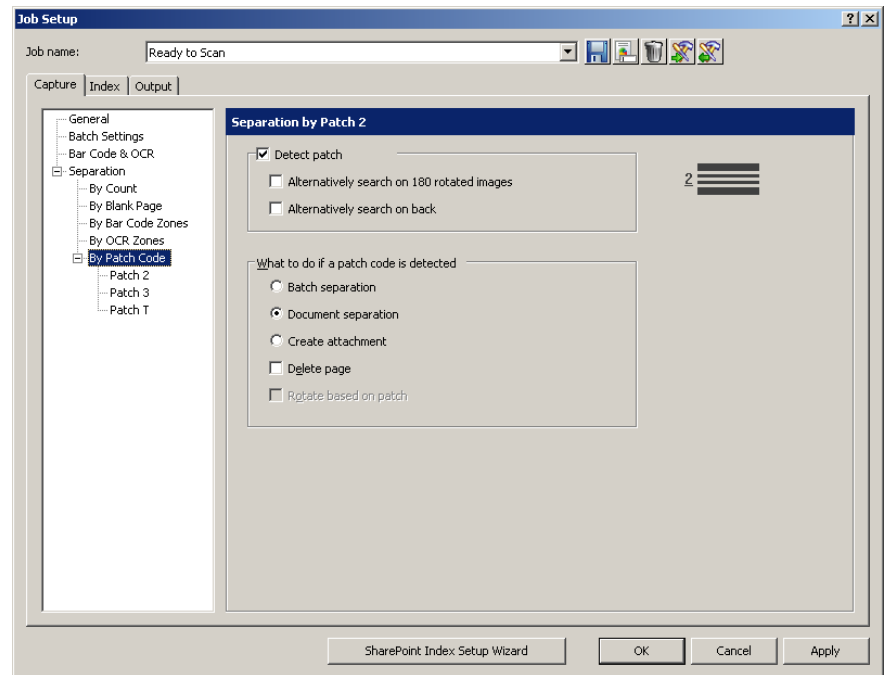 Job Setup
Job name: Ready to Scan
Capture Index Output
General
Batch Settings
Bar Code & OCR
Separation
By Count
By Blank Page
By Bar Code Zones
By OCR Zones
By Patch Code
Patch 2
Patch 3
Patch T
Separation by Patch 2
Detect patch
Alternatively search on 180 rotated images
Alternatively search on back
2
What to do if a patch code is detected
Batch separation
Document separation
Create attachment
Delete page
Rotate based on patch
SharePoint Index Setup Wizard OK Cancel Apply